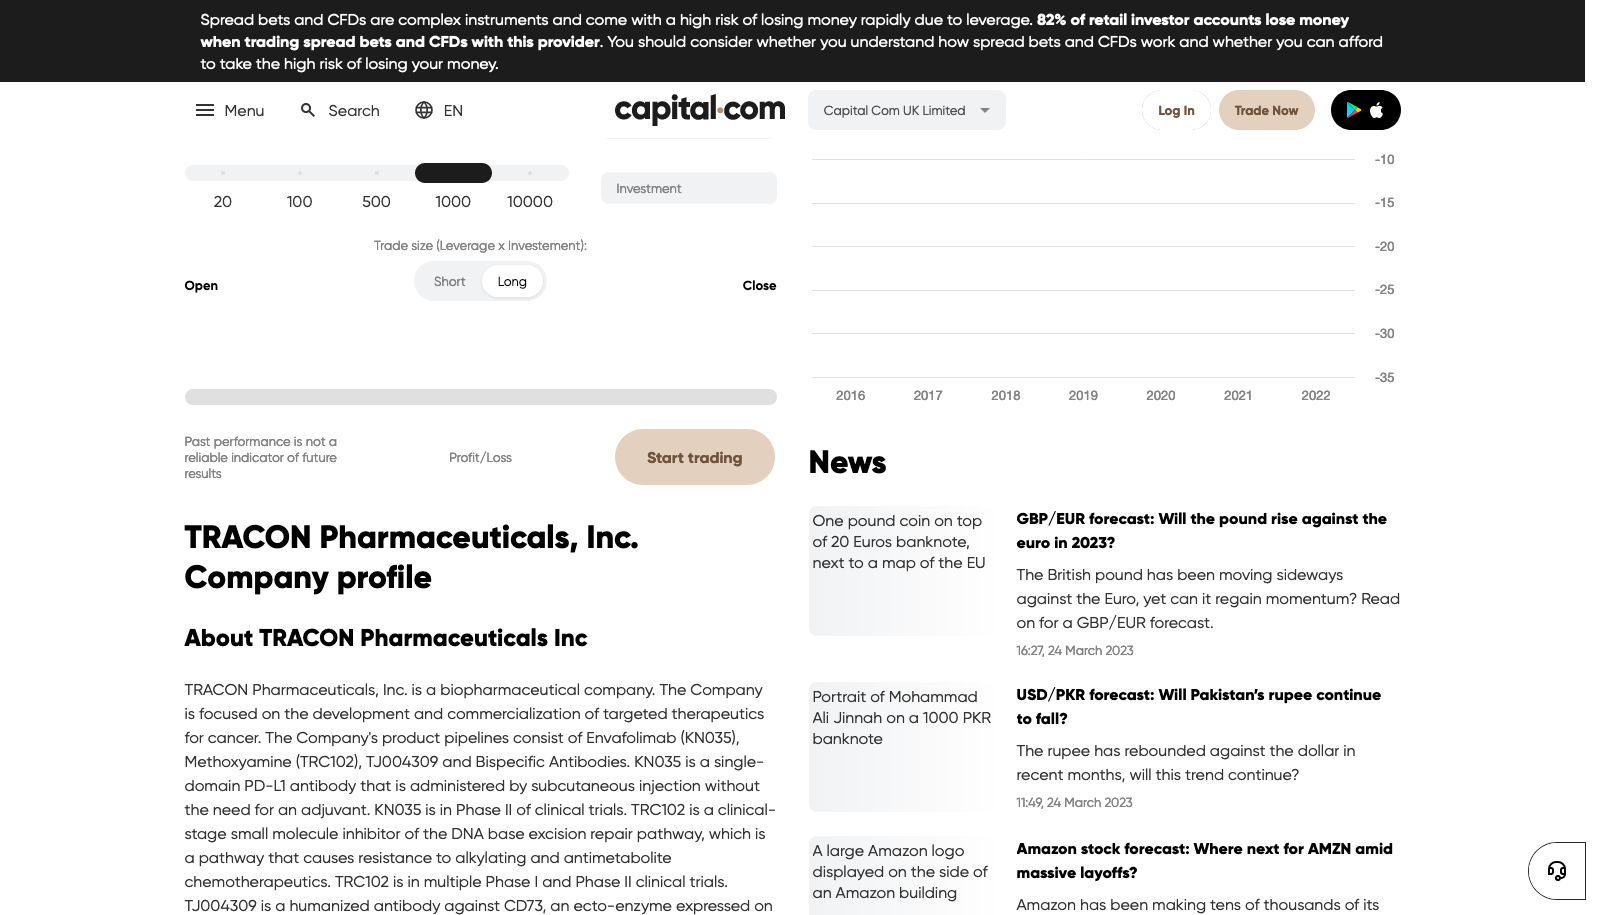 Spread bets and CFDs are complex instruments and come with a high risk of losing money rapidly due to leverage. 82% of retail investor accounts lose money
when trading spread bets and CFDs with this provider. You should consider whether you understand how spread bets and CFDs work and whether you can afford
to take the high risk of losing your money.
Menu Search EN capital.com Capital Com UK Limited Log In Trade Now
20 100 500 1000 10000
Investment
Trade size (Leverage x Investement):
Open Short Long Close
Past performance is not a
reliable indicator of future
results
Profit/Loss
Start trading
TRACON Pharmaceuticals, Inc.
Company profile
About TRACON Pharmaceuticals Inc
TRACON Pharmaceuticals, Inc. is a biopharmaceutical company. The Company
is focused on the development and commercialization of targeted therapeutics
for cancer. The Company's product pipelines consist of Envafolimab (KN035),
Methoxyamine (TRC102), TJ004309 and Bispecific Antibodies. KN035 is a single-
domain PD-L1 antibody that is administered by subcutaneous injection without
the need for an adjuvant. KN035 is in Phase II of clinical trials. TRC102 is a clinical-
stage small molecule inhibitor of the DNA base excision repair pathway, which is
a pathway that causes resistance to alkylating and antimetabolite
chemotherapeutics. TRC102 is in multiple Phase I and Phase II clinical trials.
TJ004309 is a humanized antibody against CD73, an ecto-enzyme expressed on
-10
-15
-20
-25
-30
-35
2016 2017 2018 2019 2020 2021 2022
News
One pound coin on top
of 20 Euros banknote,
next to a map of the EU
GBP/EUR forecast: Will the pound rise against the
euro in 2023?
The British pound has been moving sideways
against the Euro, yet can it regain momentum? Read
on for a GBP/EUR forecast.
16:27, 24 March 2023
Portrait of Mohammad
Ali Jinnah on a 1000 PKR
banknote
USD/PKR forecast: Will Pakistan's rupee continue
to fall?
The rupee has rebounded against the dollar in
recent months, will this trend continue?
11:49, 24 March 2023
A large Amazon logo
displayed on the side of
an Amazon building
Amazon stock forecast: Where next for AMZN amid
massive layoffs?
Amazon has been making tens of thousands of its